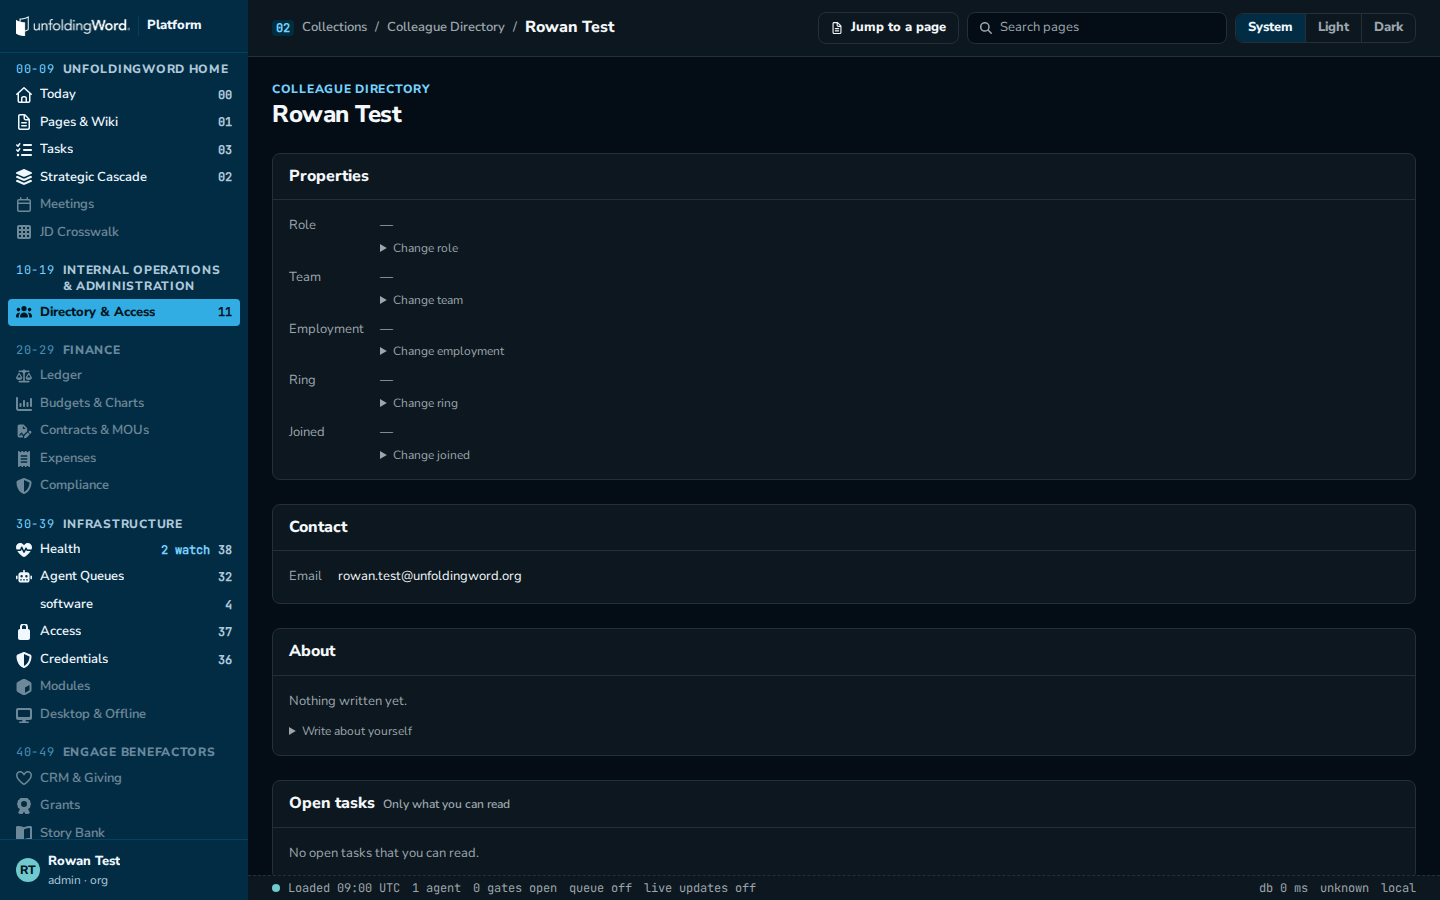 unfoldingWord Platform
00-09 UNFOLDINGWORD HOME
Today 00
Pages & Wiki 01
Tasks 03
Strategic Cascade 02
Meetings
JD Crosswalk
10-19 INTERNAL OPERATIONS
& ADMINISTRATION
Directory & Access 11
20-29 FINANCE
Ledger
Budgets & Charts
Contracts & MOUs
Expenses
Compliance
30-39 INFRASTRUCTURE
Health 2 watch 38
Agent Queues 32
software 4
Access 37
Credentials 36
Modules
Desktop & Offline
40-49 ENGAGE BENEFACTORS
CRM & Giving
Grants
Story Bank
RT Rowan Test
admin · org
02 Collections / Colleague Directory / Rowan Test
Jump to a page
Search pages
System Light Dark
COLLEAGUE DIRECTORY
Rowan Test
Properties
Role —
▶ Change role
Team —
▶ Change team
Employment —
▶ Change employment
Ring —
▶ Change ring
Joined —
▶ Change joined
Contact
Email rowan.test@unfoldingword.org
About
Nothing written yet.
▶ Write about yourself
Open tasks Only what you can read
No open tasks that you can read.
Loaded 09:00 UTC 1 agent 0 gates open queue off live updates off
db 0 ms unknown local